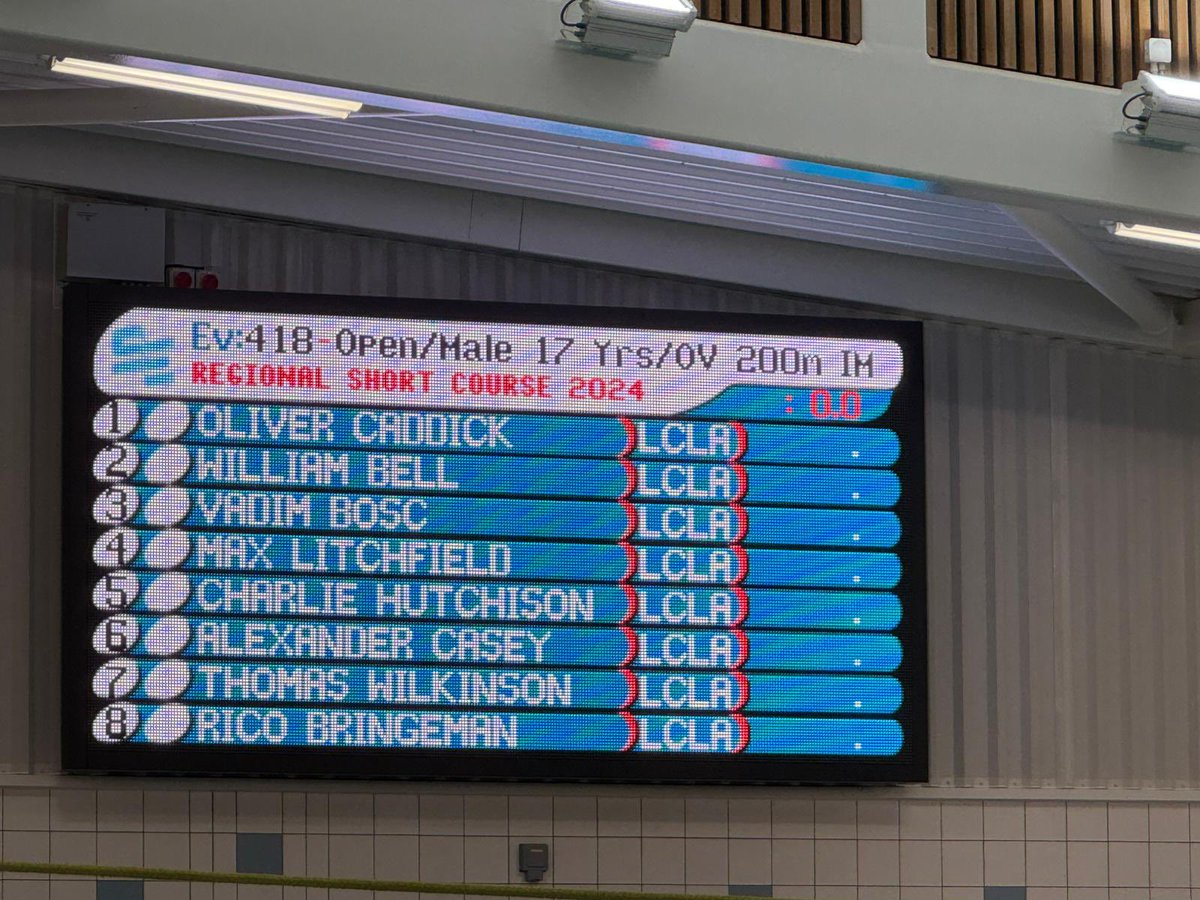 Ev:418-Open/Male 17 Yrs/OV 200m IM
REGIONAL SHORT COURSE 2024
: 0.0
1 OLIVER CADDICK LCLA .
2 WILLIAM BELL LCLA .
3 VADIM BOSC LCLA .
4 MAX LITCHFIELD LCLA .
5 CHARLIE HUTCHISON LCLA .
6 ALEXANDER CASEY LCLA .
7 THOMAS WILKINSON LCLA .
8 RICO BRINGEMAN LCLA .